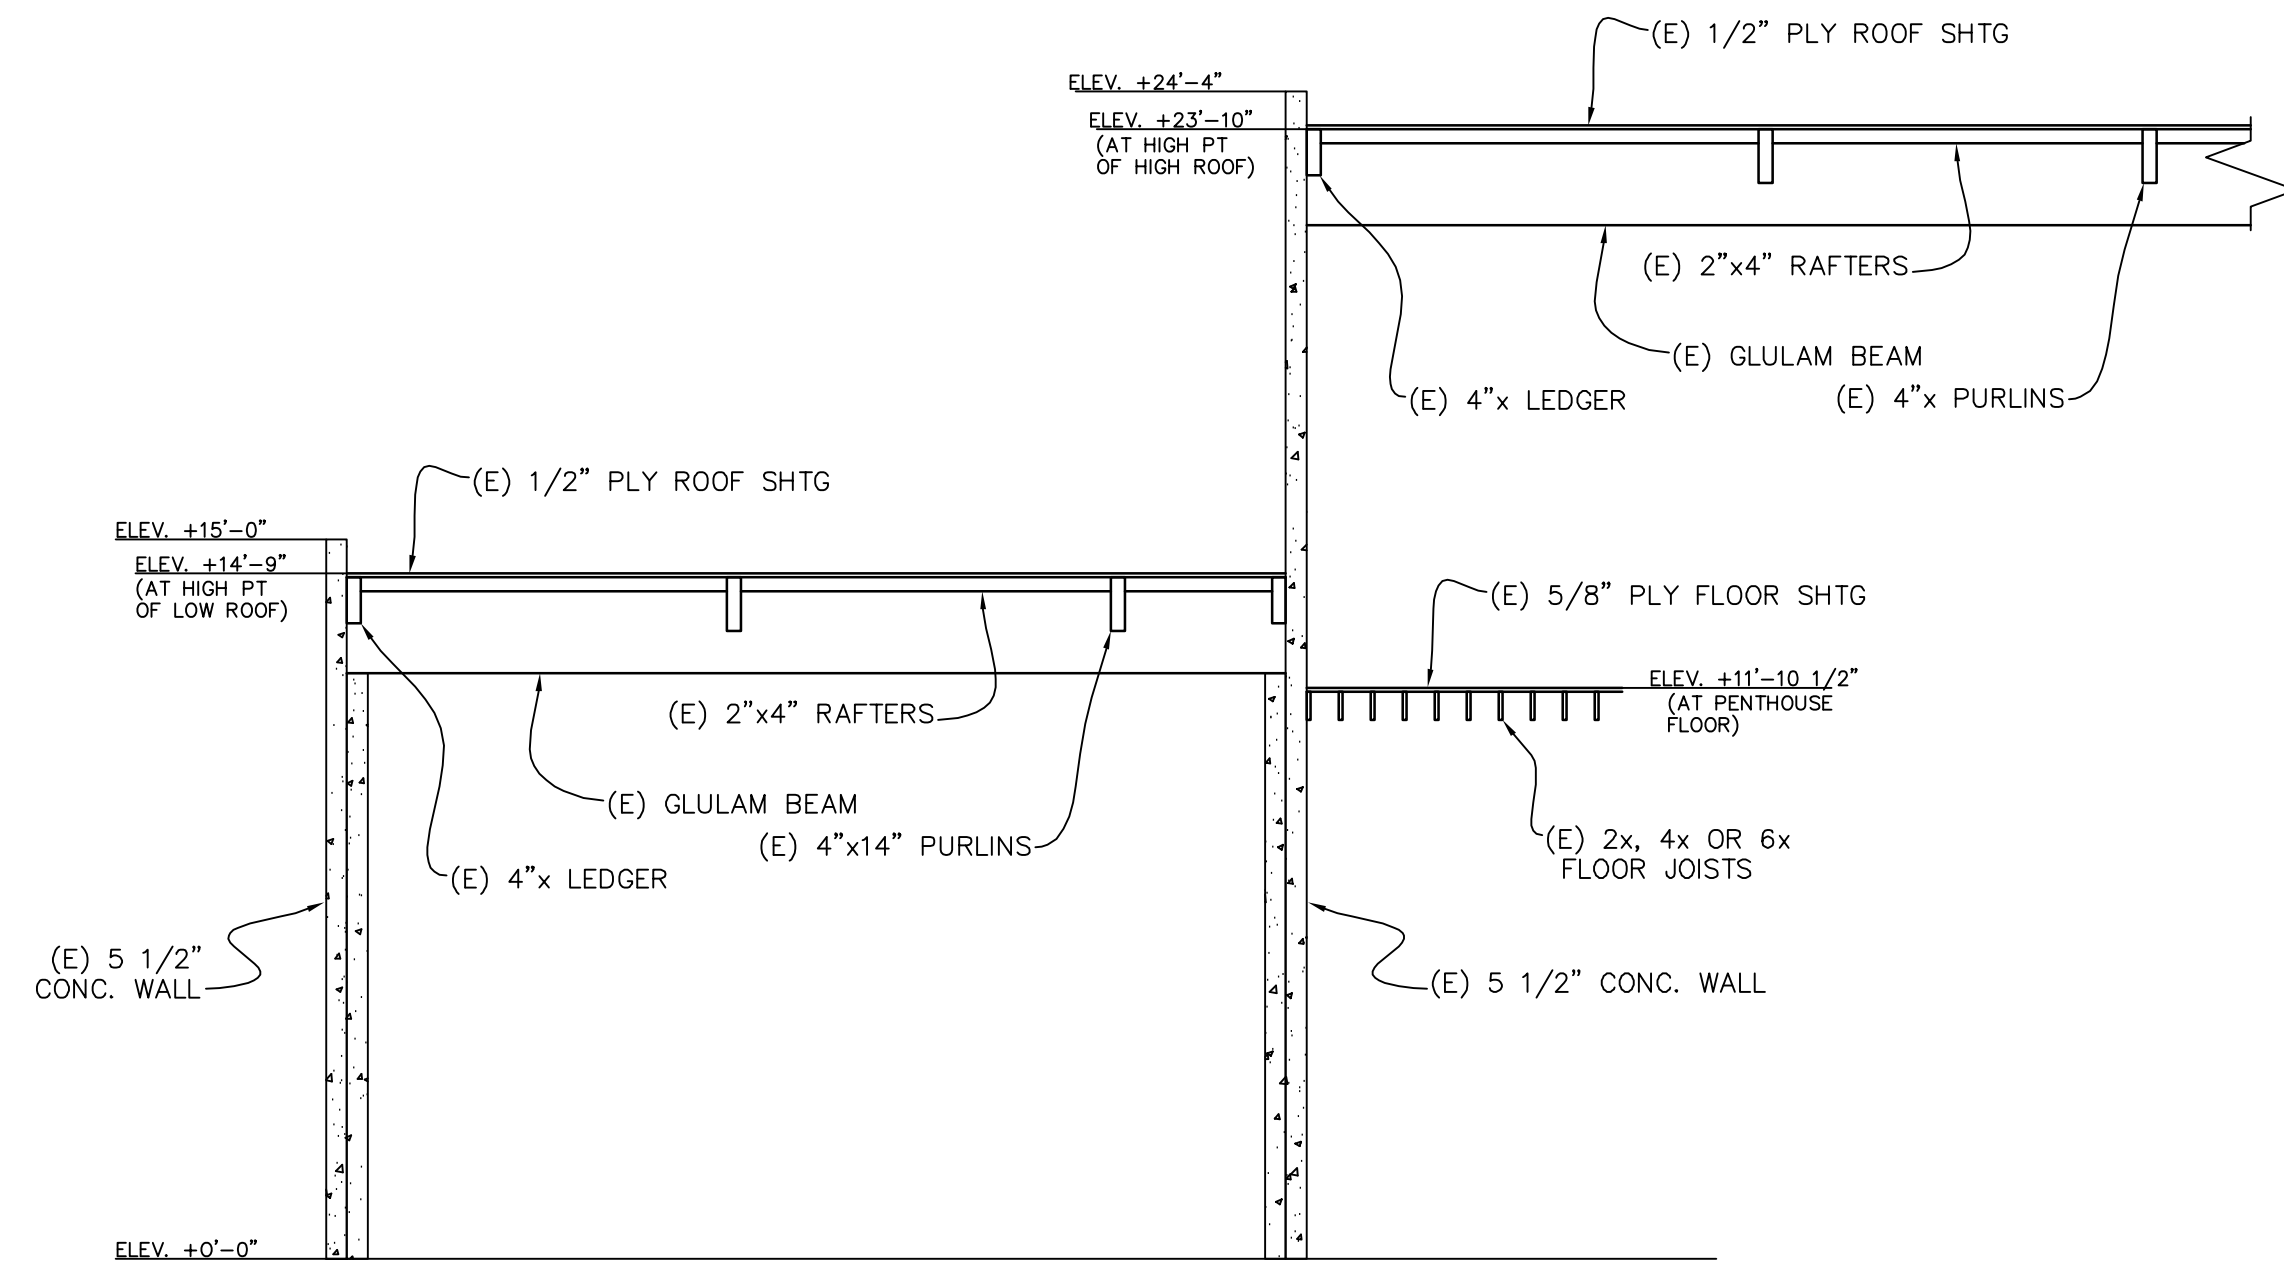 (E) 1/2" PLY ROOF SHTG
ELEV. +24'-4"
ELEV. +23'-10"
(AT HIGH PT
OF HIGH ROOF)
(E) 2"x4" RAFTERS
(E) GLULAM BEAM
(E) 4"x LEDGER
(E) 4"x PURLINS
(E) 1/2" PLY ROOF SHTG
ELEV. +15'-0"
ELEV. +14'-9"
(AT HIGH PT
OF LOW ROOF)
(E) 5/8" PLY FLOOR SHTG
ELEV. +11'-10 1/2"
(AT PENTHOUSE
FLOOR)
(E) 2"x4" RAFTERS
(E) GLULAM BEAM
(E) 4"x14" PURLINS
(E) 4"x LEDGER
(E) 2x, 4x OR 6x
FLOOR JOISTS
(E) 5 1/2"
CONC. WALL
(E) 5 1/2" CONC. WALL
ELEV. +0'-0"